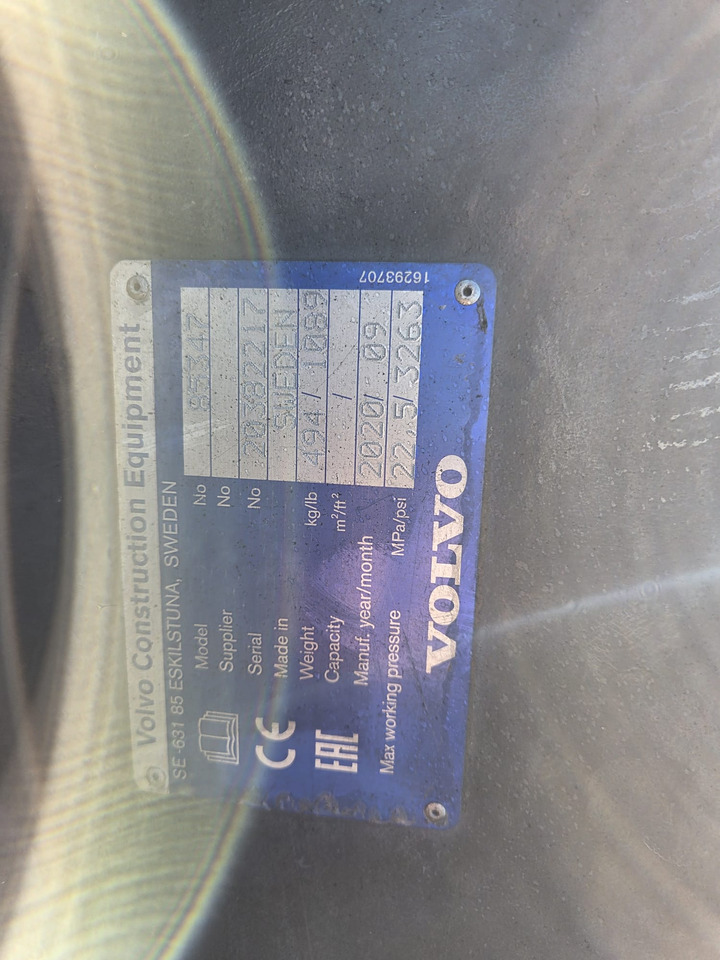 Volvo Construction Equipment
SE-631 85 ESKILSTUNA, SWEDEN
Model No 85347
Supplier No
Serial No 20382217
Made in SWEDEN
Weight kg/lb 494/ 1089
Capacity m³/ft³ /
Manuf. year/month 2020/ 09
Max working pressure MPa/psi 22,5/ 3263
CE
EAC
VOLVO
16293707